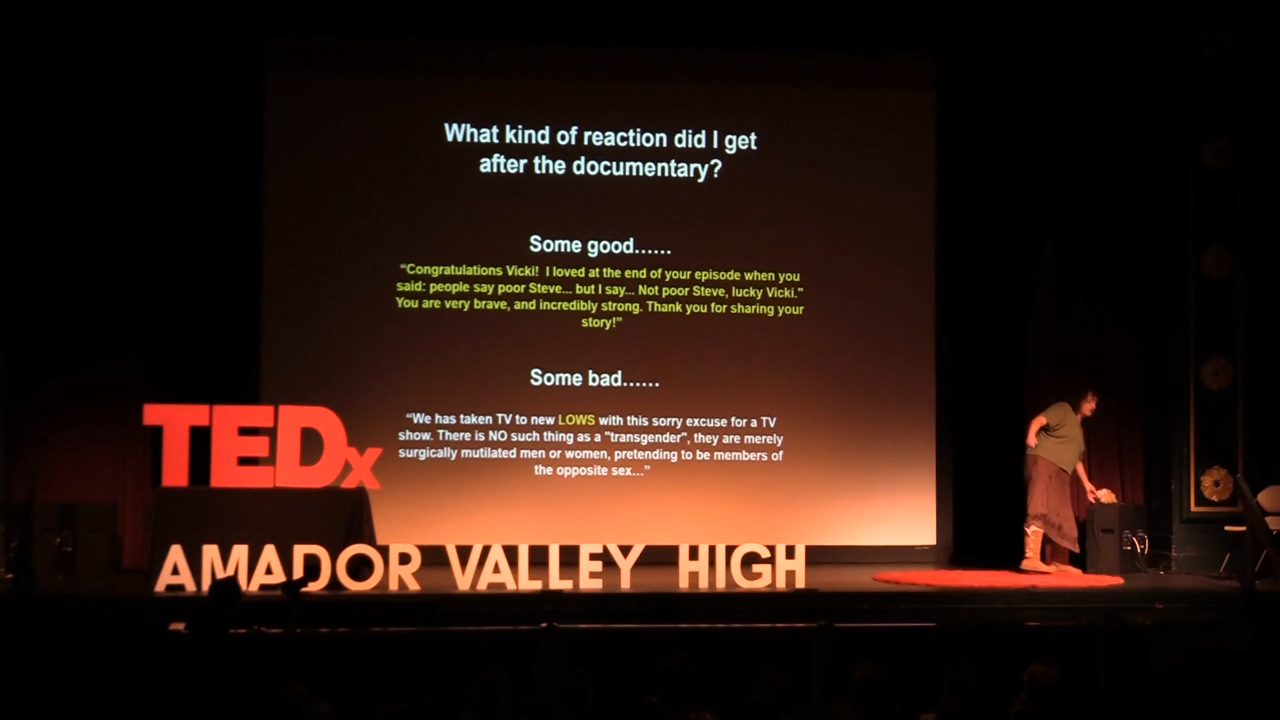 What kind of reaction did I get
after the documentary?
Some good......
“Congratulations Vicki!  I loved at the end of your episode when you
said: people say poor Steve... but I say... Not poor Steve, lucky Vicki.”
You are very brave, and incredibly strong. Thank you for sharing your
story!”
Some bad......
“We has taken TV to new LOWS with this sorry excuse for a TV
show. There is NO such thing as a "transgender", they are merely
surgically mutilated men or women, pretending to be members of
the opposite sex...”
TEDx
AMADOR VALLEY HIGH